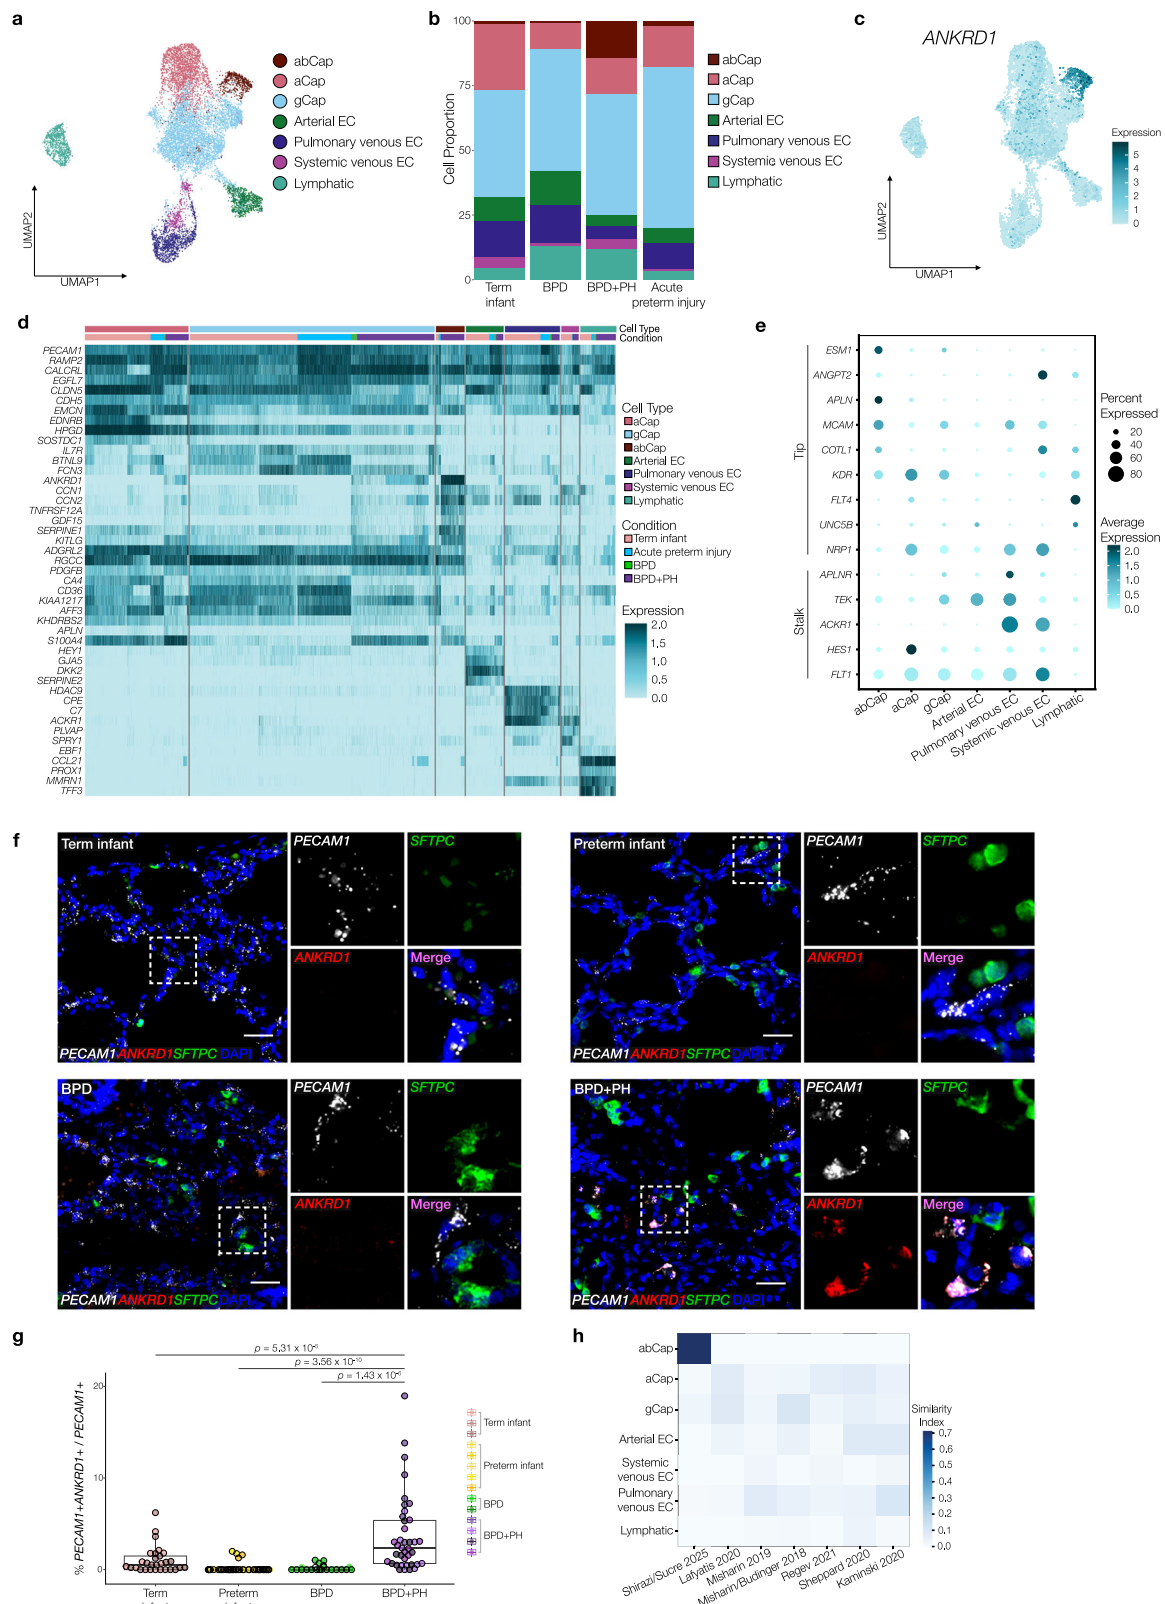 a
abCap
aCap
gCap
Arterial EC
Pulmonary venous EC
Systemic venous EC
Lymphatic
UMAP2
UMAP1
b
Cell Proportion
100
75
50
25
0
Term infant
BPD
BPD+PH
Acute preterm injury
abCap
aCap
gCap
Arterial EC
Pulmonary venous EC
Systemic venous EC
Lymphatic
c
ANKRD1
Expression
5
4
3
2
1
0
UMAP2
UMAP1
d
Cell Type
Condition
PECAM1
RAMP2
CALCRL
EGFL7
CLDN5
CDH5
EMCN
EDNRB
HPGD
SOSTDC1
IL7R
BTNL9
FCN3
ANKRD1
CCN1
CCN2
TNFRSF12A
GDF15
SERPINE1
KITLG
ADGRL2
RGCC
PDGFB
CA4
CD36
KIAA1217
AFF3
KHDRBS2
APLN
S100A4
HEY1
GJA5
DKK2
SERPINE2
HDAC9
CPE
C7
ACKR1
PLVAP
SPRY1
EBF1
CCL21
PROX1
MMRN1
TFF3
Cell Type
aCap
gCap
abCap
Arterial EC
Pulmonary venous EC
Systemic venous EC
Lymphatic
Condition
Term infant
Acute preterm injury
BPD
BPD+PH
Expression
2.0
1.5
1.0
0.5
0.0
e
Tip
Stalk
ESM1
ANGPT2
APLN
MCAM
COTL1
KDR
FLT4
UNC5B
NRP1
APLNR
TEK
ACKR1
HES1
FLT1
abCap
aCap
gCap
Arterial EC
Pulmonary venous EC
Systemic venous EC
Lymphatic
Percent
Expressed
20
40
60
80
Average
Expression
2.0
1.5
1.0
0.5
0.0
f
Term infant
PECAM1ANKRD1SFTPC DAPI
PECAM1
SFTPC
ANKRD1
Merge
Preterm infant
PECAM1ANKRD1SFTPC DAPI
PECAM1
SFTPC
ANKRD1
Merge
BPD
PECAM1ANKRD1SFTPC DAPI
PECAM1
SFTPC
ANKRD1
Merge
BPD+PH
PECAM1ANKRD1SFTPC DAPI
PECAM1
SFTPC
ANKRD1
Merge
g
% PECAM1+ANKRD1+ / PECAM1+
20
10
0
p = 3.56 x 10⁻¹⁰
Term
Preterm
BPD
BPD+PH
Term infant
Preterm infant
BPD
BPD+PH
h
abCap
aCap
gCap
Arterial EC
Systemic
venous EC
Pulmonary
venous EC
Lymphatic
Shirazi/Sucre 2025
Lafyatis 2020
Misharin 2019
Misharin/Budinger 2018
Regev 2021
Sheppard 2020
Kaminski 2020
Similarity
Index
0.7
0.6
0.5
0.4
0.3
0.2
0.1
0.0